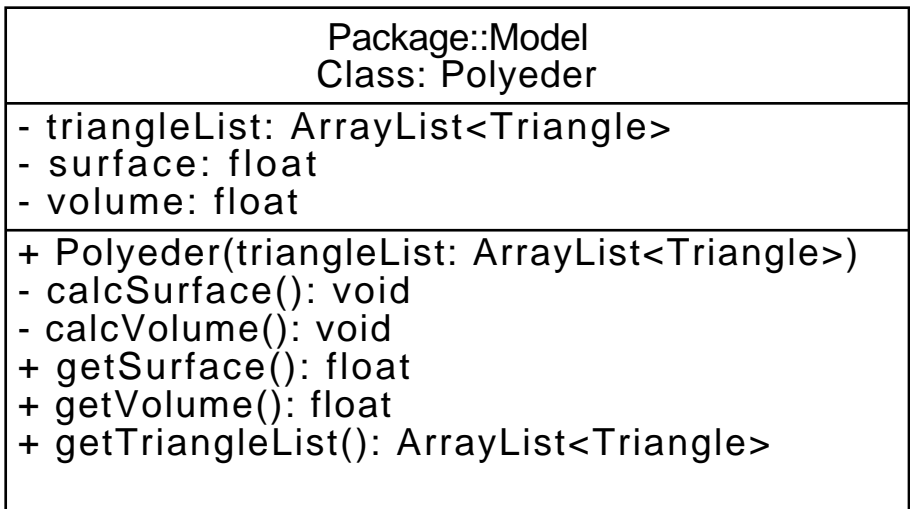 Package::Model
Class: Polyeder
- triangleList: ArrayList<Triangle>
- surface: float
- volume: float
+ Polyeder(triangleList: ArrayList<Triangle>)
- calcSurface(): void
- calcVolume(): void
+ getSurface(): float
+ getVolume(): float
+ getTriangleList(): ArrayList<Triangle>